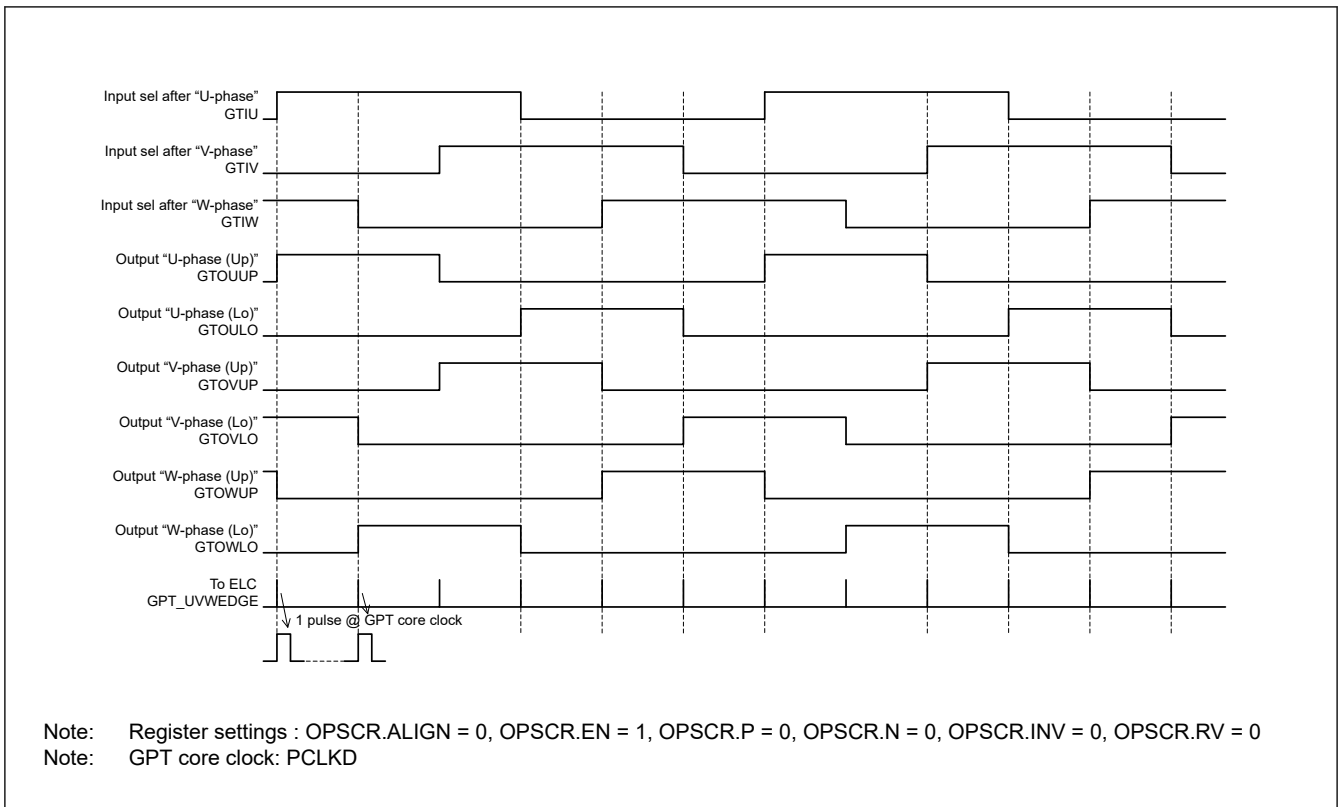 Input sel after “U-phase”
GTIU
Input sel after “V-phase”
GTIV
Input sel after “W-phase”
GTIW
Output “U-phase (Up)”
GTOUUP
Output “U-phase (Lo)”
GTOULO
Output “V-phase (Up)”
GTOVUP
Output “V-phase (Lo)”
GTOVLO
Output “W-phase (Up)”
GTOWUP
Output “W-phase (Lo)”
GTOWLO
To ELC
GPT_UVWEDGE
1 pulse @ GPT core clock
Note: Register settings : OPSCR.ALIGN = 0, OPSCR.EN = 1, OPSCR.P = 0, OPSCR.N = 0, OPSCR.INV = 0, OPSCR.RV = 0
Note: GPT core clock: PCLKD